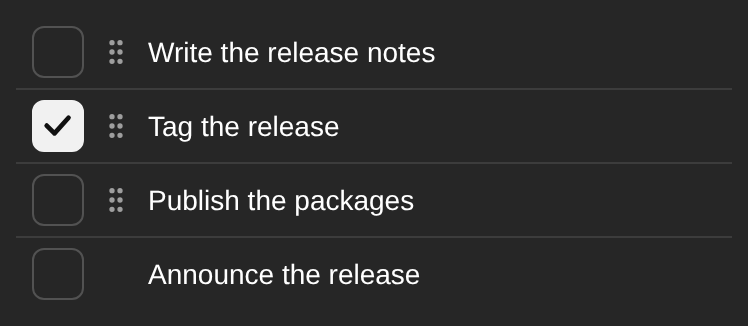 Write the release notes
Tag the release
Publish the packages
Announce the release